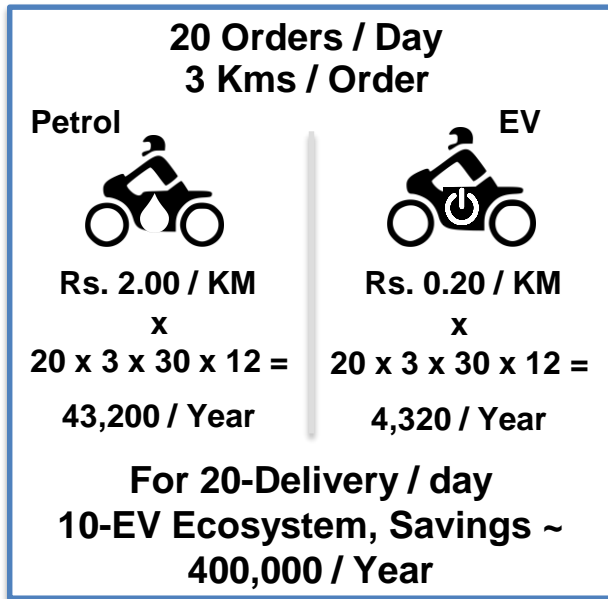 20 Orders / Day
3 Kms / Order
Petrol
EV
Rs. 2.00 / KM
x
20 x 3 x 30 x 12 =
43,200 / Year
Rs. 0.20 / KM
x
20 x 3 x 30 x 12 =
4,320 / Year
For 20-Delivery / day
10-EV Ecosystem, Savings ~
400,000 / Year